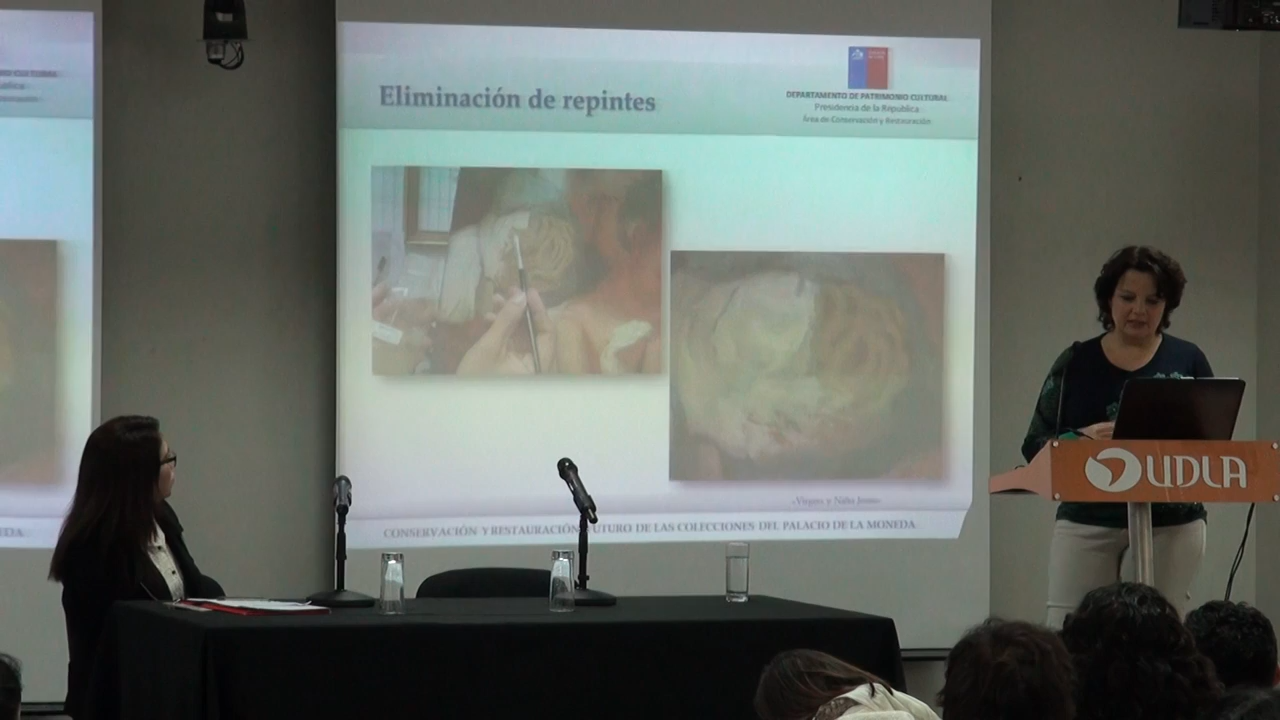 Eliminación de repintes
DEPARTAMENTO DE PATRIMONIO CULTURAL
Presidencia de la República
Área de Conservación y Restauración
«Virgen y Niño Jesús»
CONSERVACIÓN Y RESTAURACIÓN FUTURO DE LAS COLECCIONES DEL PALACIO DE LA MONEDA
UDLA